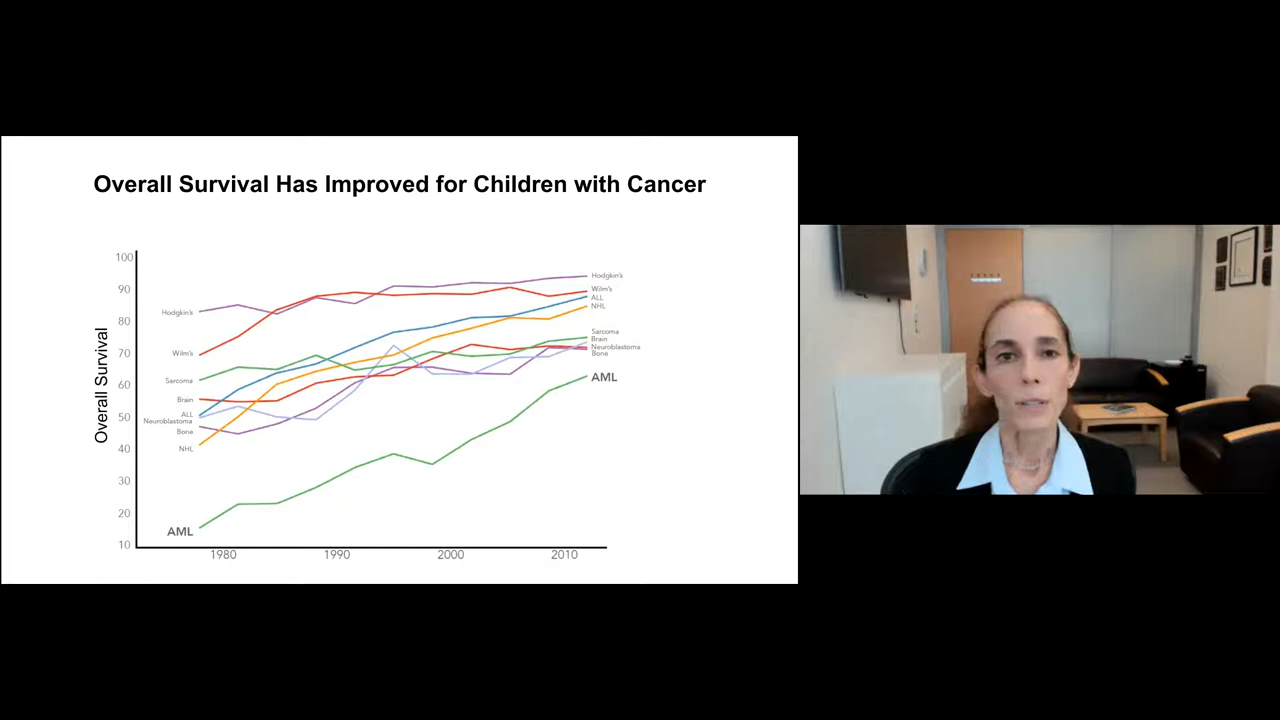 Overall Survival Has Improved for Children with Cancer
Overall Survival
100
90
80
70
60
50
40
30
20
10
1980
1990
2000
2010
Hodgkin's
Wilm's
Sarcoma
Brain
ALL
Neuroblastoma
Bone
NHL
AML
Hodgkin's
Wilm's
ALL
NHL
Sarcoma
Brain
Neuroblastoma
Bone
AML